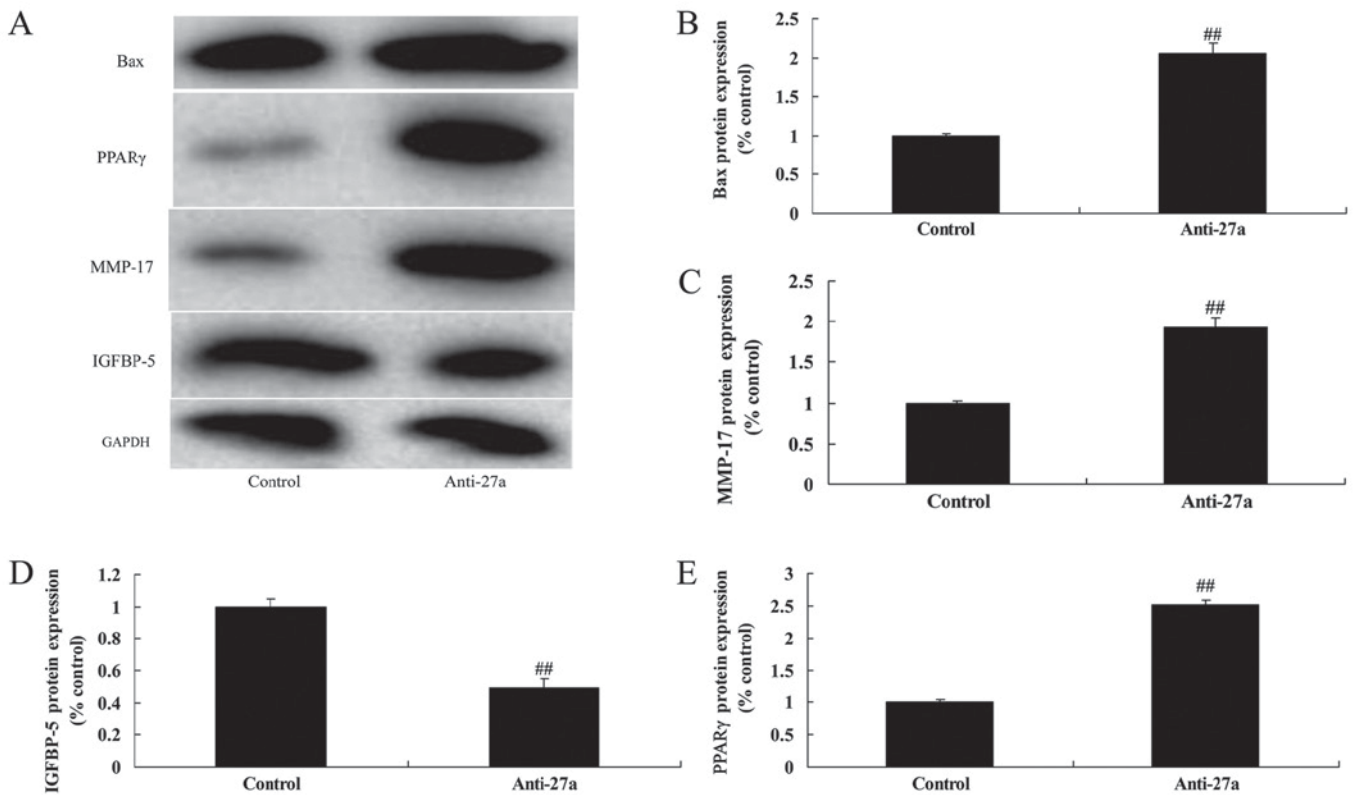 A
Bax
PPARγ
MMP-17
IGFBP-5
GAPDH
Control Anti-27a
B
Bax protein expression
(% control)
2.5
2
1.5
1
0.5
0
##
Control Anti-27a
C
MMP-17 protein expression
(% control)
2.5
2
1.5
1
0.5
0
##
Control Anti-27a
D
IGFBP-5 protein expression
(% control)
1.2
1
0.8
0.6
0.4
0.2
0
##
Control Anti-27a
E
PPARγ protein expression
(% control)
3
2.5
2
1.5
1
0.5
0
##
Control Anti-27a